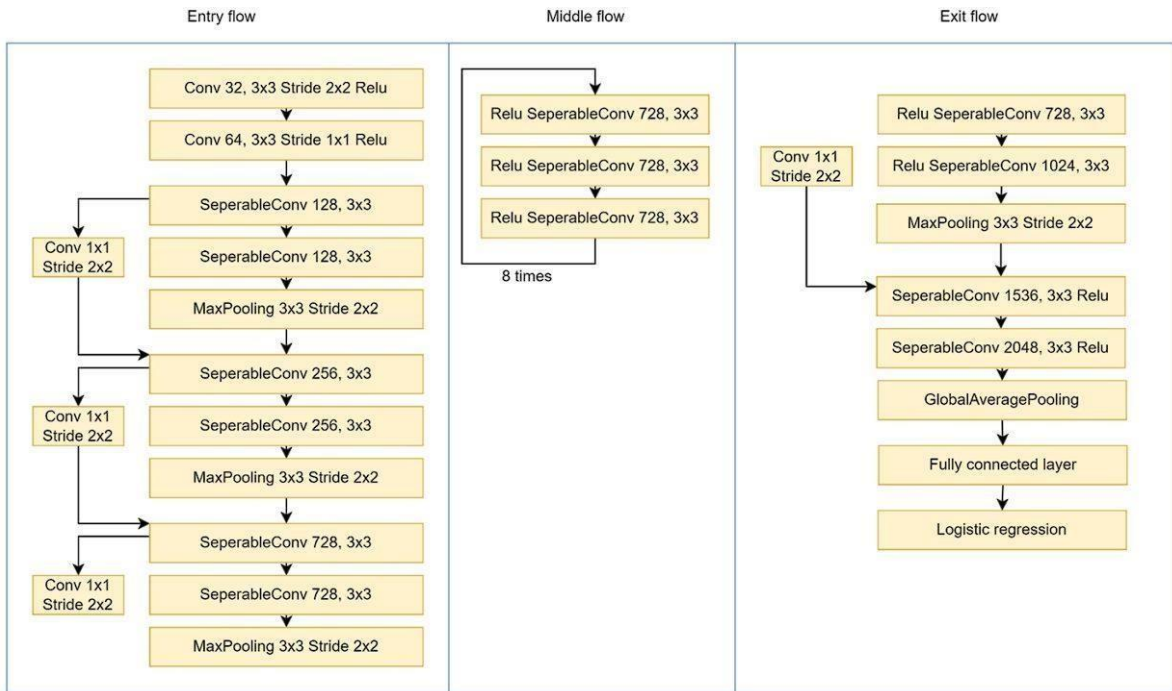 Entry flow
Middle flow
Exit flow
Conv 32, 3x3 Stride 2x2 Relu
Conv 64, 3x3 Stride 1x1 Relu
SeperableConv 128, 3x3
Conv 1x1
Stride 2x2
SeperableConv 128, 3x3
MaxPooling 3x3 Stride 2x2
SeperableConv 256, 3x3
Conv 1x1
Stride 2x2
SeperableConv 256, 3x3
MaxPooling 3x3 Stride 2x2
SeperableConv 728, 3x3
Conv 1x1
Stride 2x2
SeperableConv 728, 3x3
MaxPooling 3x3 Stride 2x2
Relu SeperableConv 728, 3x3
Relu SeperableConv 728, 3x3
Relu SeperableConv 728, 3x3
8 times
Relu SeperableConv 728, 3x3
Conv 1x1
Stride 2x2
Relu SeperableConv 1024, 3x3
MaxPooling 3x3 Stride 2x2
SeperableConv 1536, 3x3 Relu
SeperableConv 2048, 3x3 Relu
GlobalAveragePooling
Fully connected layer
Logistic regression